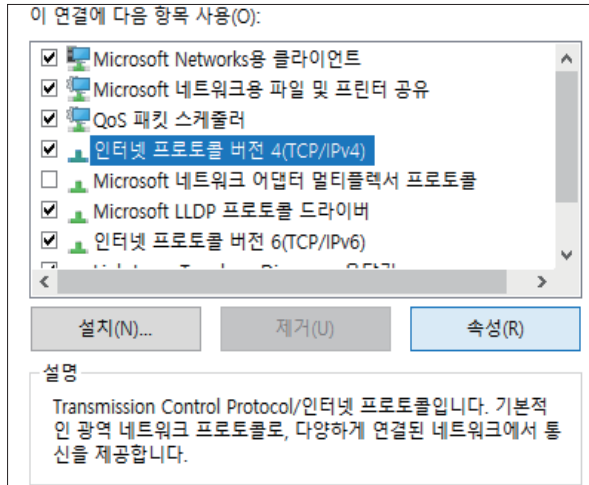 이 연결에 다음 항목 사용(O):
Microsoft Networks용 클라이언트
Microsoft 네트워크용 파일 및 프린터 공유
QoS 패킷 스케줄러
인터넷 프로토콜 버전 4(TCP/IPv4)
Microsoft 네트워크 어댑터 멀티플렉서 프로토콜
Microsoft LLDP 프로토콜 드라이버
인터넷 프로토콜 버전 6(TCP/IPv6)
설치(N)...
제거(U)
속성(R)
설명
Transmission Control Protocol/인터넷 프로토콜입니다. 기본적
인 광역 네트워크 프로토콜로, 다양하게 연결된 네트워크에서 통
신을 제공합니다.